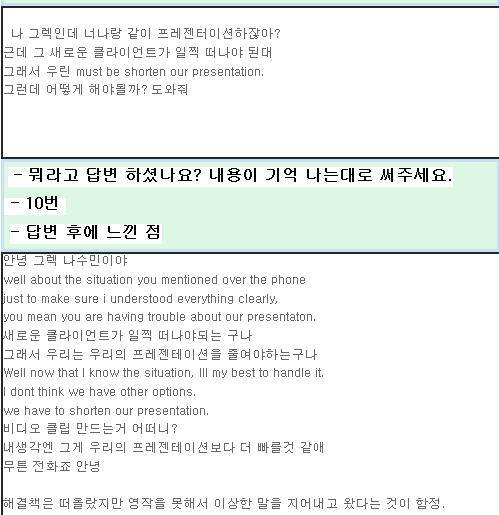 나 그렉인데 너나랑 같이 프레젠터이션하잖아?
근데 그 새로운 클라이언트가 일찍 떠나야 된대
그래서 우린 must be shorten our presentation.
그런데 어떻게 해야될까? 도와줘
- 뭐라고 답변 하셨나요? 내용이 기억 나는대로 써주세요.
- 10번
- 답변 후에 느낀 점
안녕 그렉 나수민이야
well about the situation you mentioned over the phone
just to make sure i understood everything clearly,
you mean you are having trouble about our presentaton.
새로운 클라이언트가 일찍 떠나야되는 구나
그래서 우리는 우리의 프레젠테이션을 줄여야하는구나
Well now that I know the situation, Ill my best to handle it.
I dont think we have other options.
we have to shorten our presentation.
비디오 클립 만드는거 어떠니?
내생각엔 그게 우리의 프레젠테이션보다 더 빠를것 같애
무튼 전화죠 안녕
해결책은 떠올랐지만 영작을 못해서 이상한 말을 지어내고 왔다는 것이 함정.